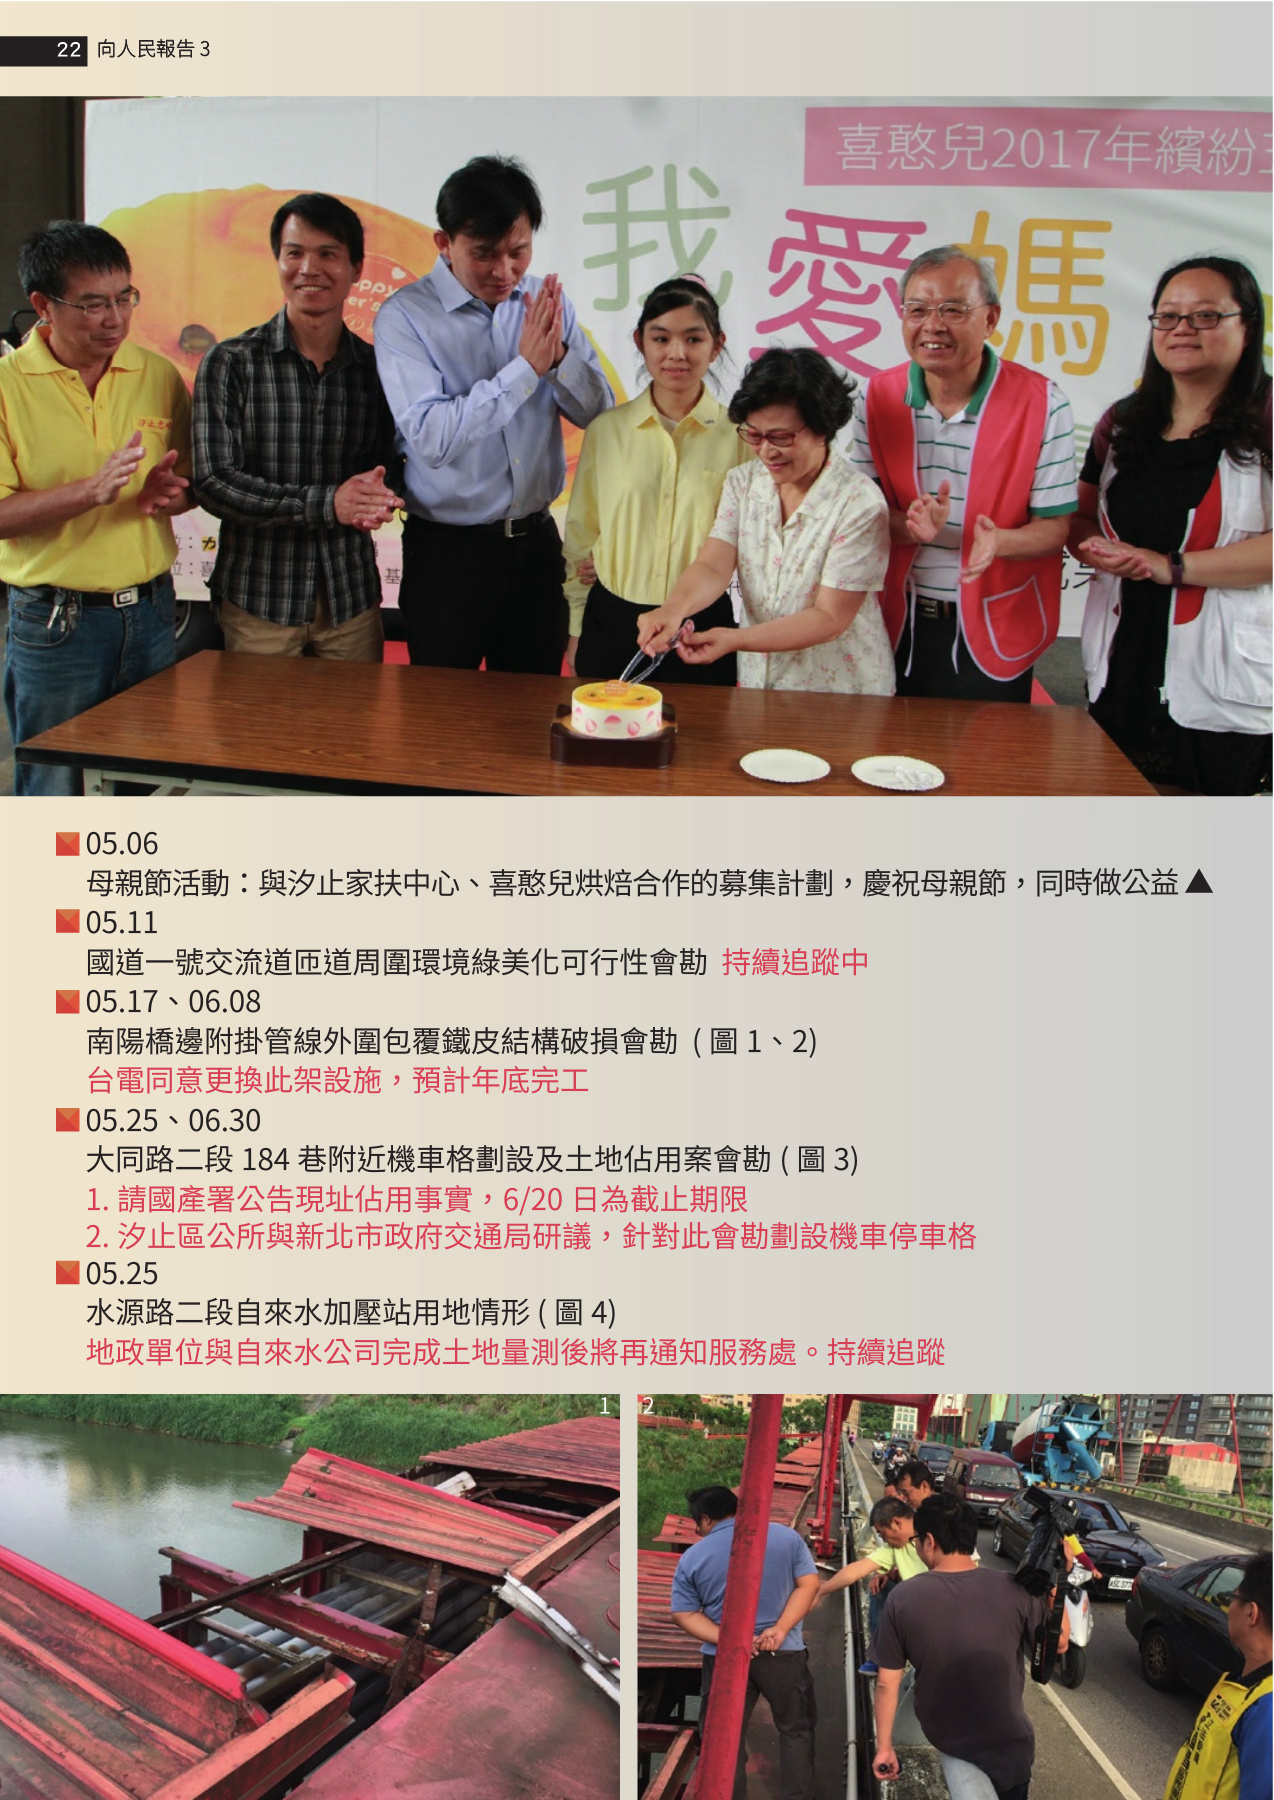 22 向人民報告 3
喜憨兒2017年繽紛
我愛媽
05.06
母親節活動：與汐止家扶中心、喜憨兒烘焙合作的募集計劃，慶祝母親節，同時做公益▲
05.11
國道一號交流道匝道周圍環境綠美化可行性會勘 持續追蹤中
05.17、06.08
南陽橋邊附掛管線外圍包覆鐵皮結構破損會勘 ( 圖 1、2)
台電同意更換此架設施，預計年底完工
05.25、06.30
大同路二段 184 巷附近機車格劃設及土地佔用案會勘 ( 圖 3)
1. 請國產署公告現址佔用事實，6/20 日為截止期限
2. 汐止區公所與新北市政府交通局研議，針對此會勘劃設機車停車格
05.25
水源路二段自來水加壓站用地情形 ( 圖 4)
地政單位與自來水公司完成土地量測後將再通知服務處。持續追蹤
1
2